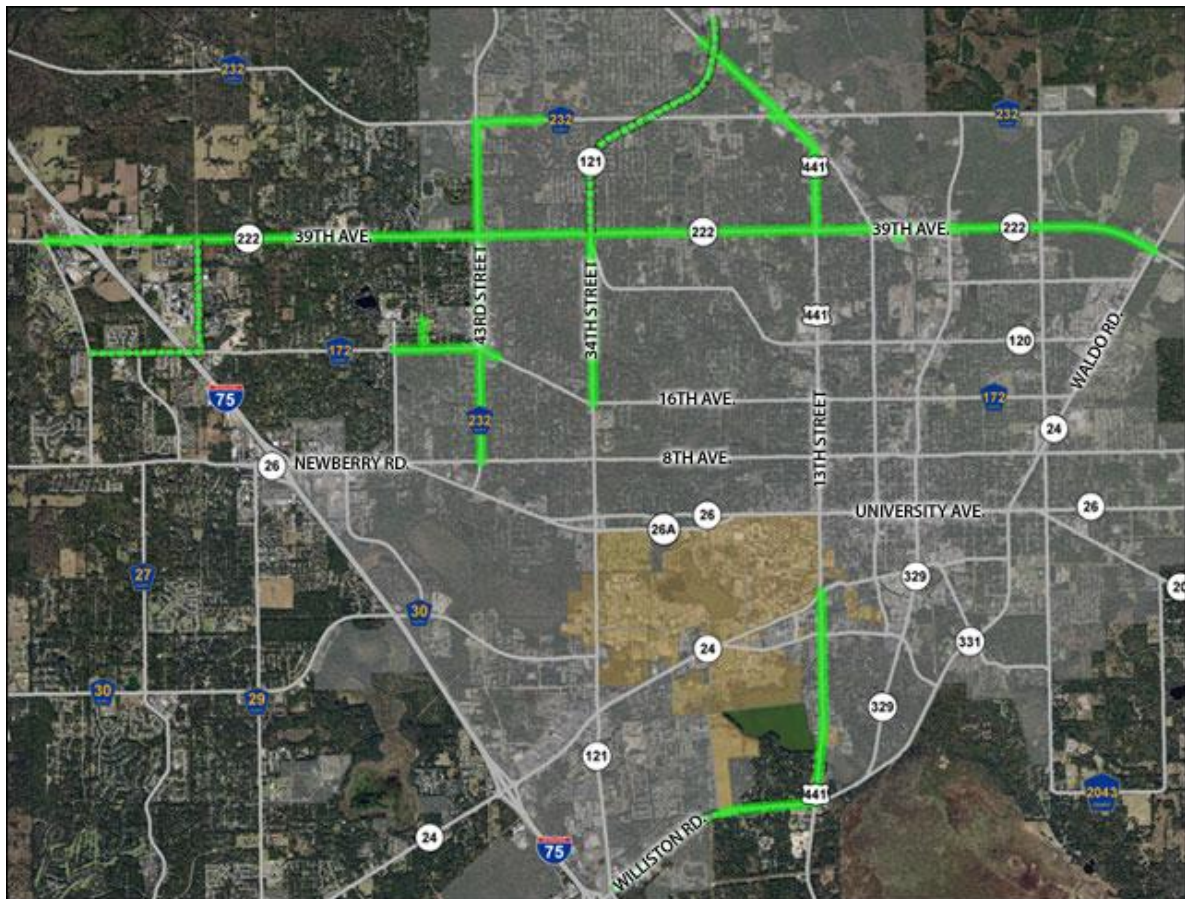 232
232
232
121
441
222
39TH AVE.
222
39TH AVE.
222
43RD STREET
34TH STREET
441
120
172
WALDO RD.
75
16TH AVE.
172
232
13TH STREET
24
26
NEWBERRY RD.
8TH AVE.
26A
26
UNIVERSITY AVE.
26
27
30
329
20
24
331
30
29
329
121
441
2043
WILLISTON RD.
24
75